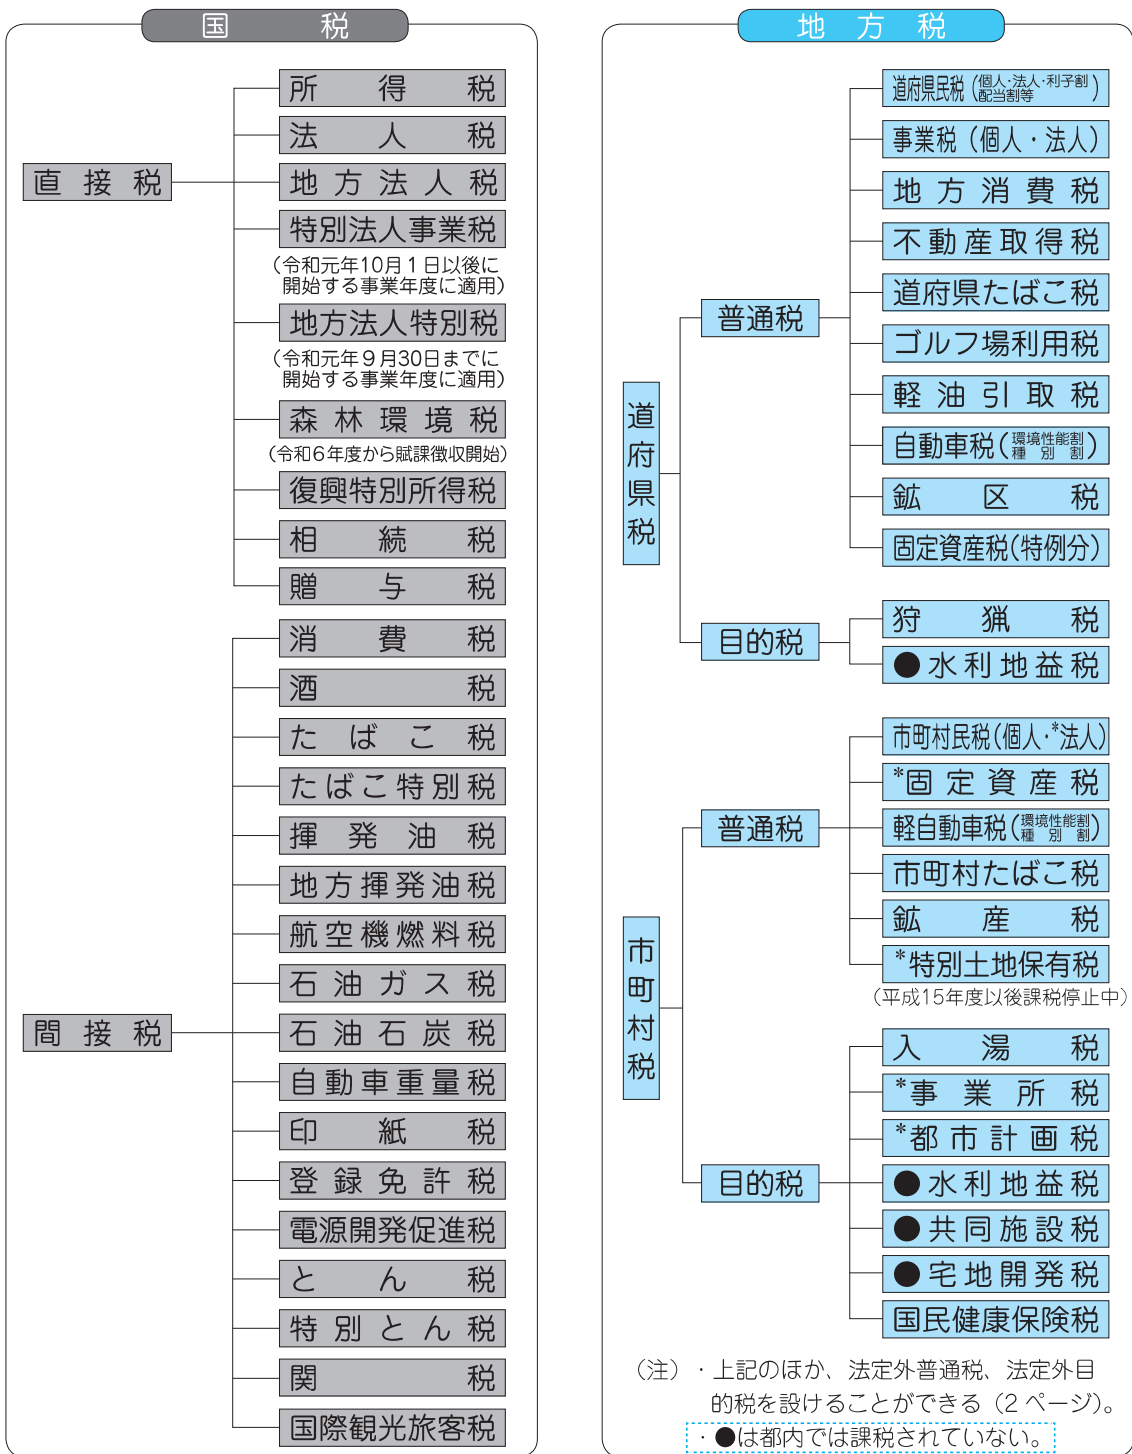 国税
直接税
所得税
法人税
地方法人税
特別法人事業税
(令和元年10月1日以後に
開始する事業年度に適用)
地方法人特別税
(令和元年9月30日までに
開始する事業年度に適用)
森林環境税
(令和6年度から賦課徴収開始)
復興特別所得税
相続税
贈与税
間接税
消費税
酒税
たばこ税
たばこ特別税
揮発油税
地方揮発油税
航空機燃料税
石油ガス税
石油石炭税
自動車重量税
印紙税
登録免許税
電源開発促進税
とん税
特別とん税
関税
国際観光旅客税
地方税
道府県税
普通税
道府県民税(個人・法人・利子割
配当割等)
事業税(個人・法人)
地方消費税
不動産取得税
道府県たばこ税
ゴルフ場利用税
軽油引取税
自動車税(環境性能割
種別割)
鉱区税
固定資産税(特例分)
目的税
狩猟税
●水利地益税
市町村税
普通税
市町村民税(個人・*法人)
*固定資産税
軽自動車税(環境性能割
種別割)
市町村たばこ税
鉱産税
*特別土地保有税
(平成15年度以後課税停止中)
目的税
入湯税
*事業所税
*都市計画税
●水利地益税
●共同施設税
●宅地開発税
国民健康保険税
(注)・上記のほか、法定外普通税、法定外目
的税を設けることができる(2ページ)。
・●は都内では課税されていない。